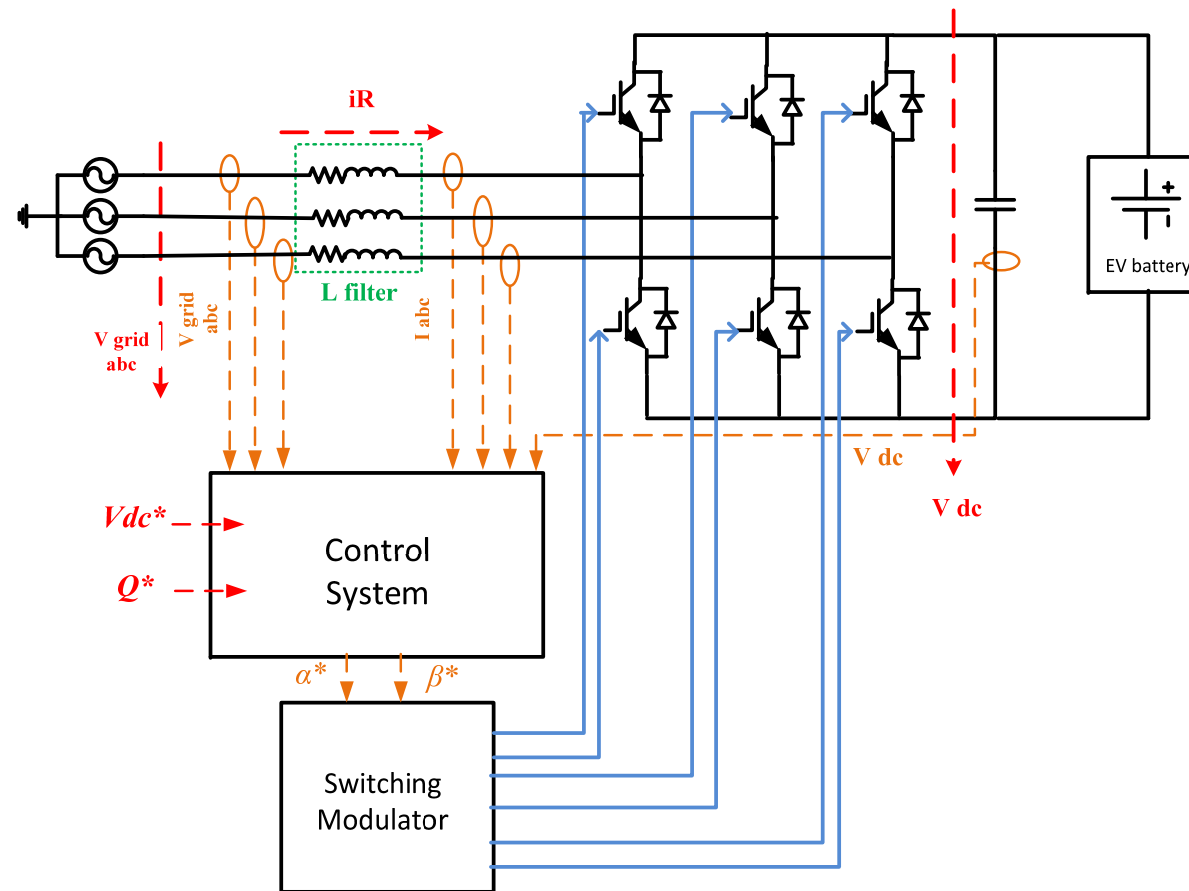 iR
L filter
V grid
abc
V grid
abc
I abc
+
EV battery
V dc
V dc
Vdc*
Q*
Control
System
α*
β*
Switching
Modulator